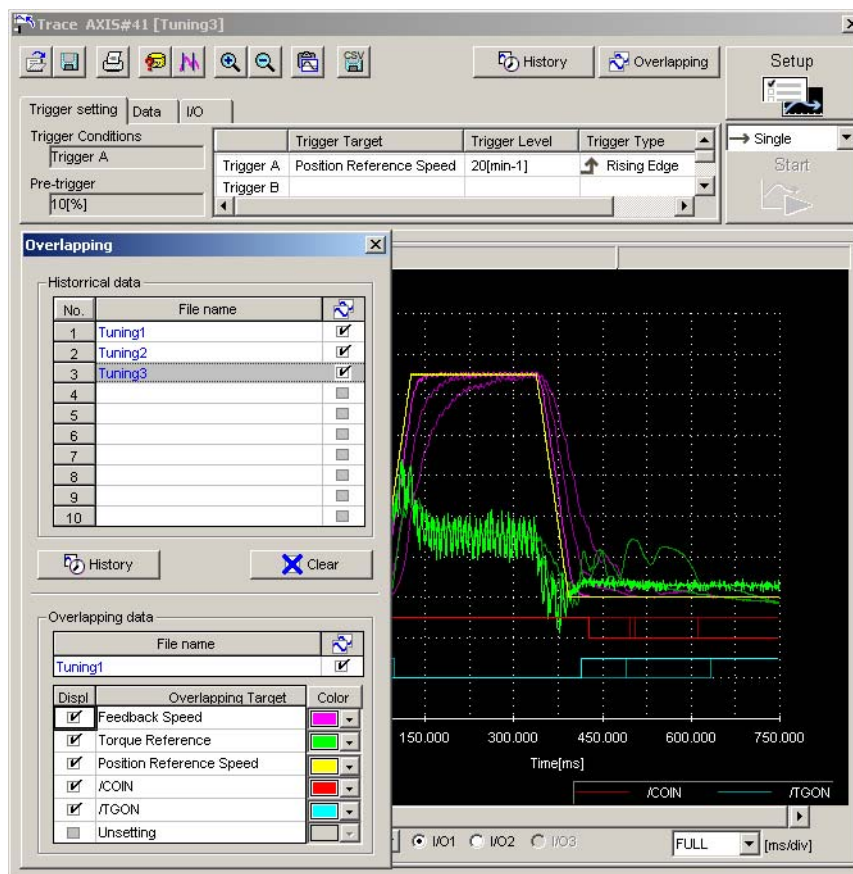 Trace AXIS#41 [Tuning3]
CSV
History
Overlapping
Setup
Trigger setting
Data
I/O
Trigger Conditions
Trigger A
Pre-trigger
10[%]
Trigger Target
Trigger Level
Trigger Type
Trigger A
Position Reference Speed
20[min-1]
Rising Edge
Trigger B
Single
Start
Overlapping
Historrical data
No.
File name
1
Tuning1
2
Tuning2
3
Tuning3
4
5
6
7
8
9
10
History
Clear
Overlapping data
File name
Tuning1
Displ
Overlapping Target
Color
Feedback Speed
Torque Reference
Position Reference Speed
/COIN
/TGON
Unsetting
150.000
300.000
450.000
600.000
750.000
Time[ms]
/COIN
/TGON
I/O1
I/O2
I/O3
FULL
[ms/div]